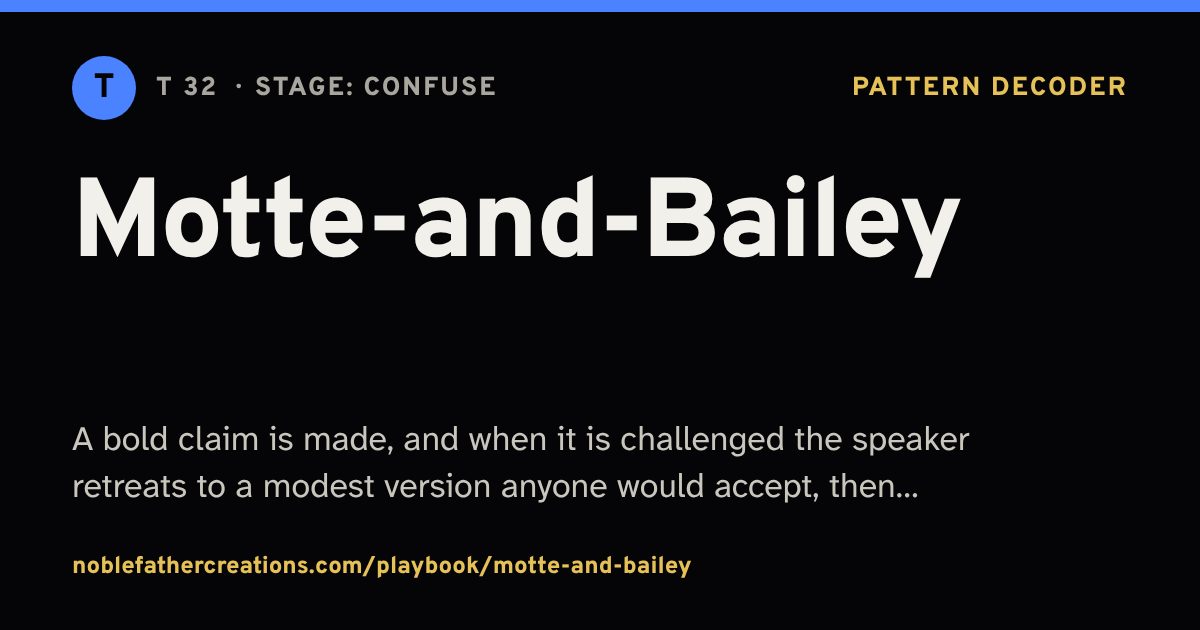 T
T 32 · STAGE: CONFUSE
PATTERN DECODER
Motte-and-Bailey
A bold claim is made, and when it is challenged the speaker
retreats to a modest version anyone would accept, then...
noblefathercreations.com/playbook/motte-and-bailey